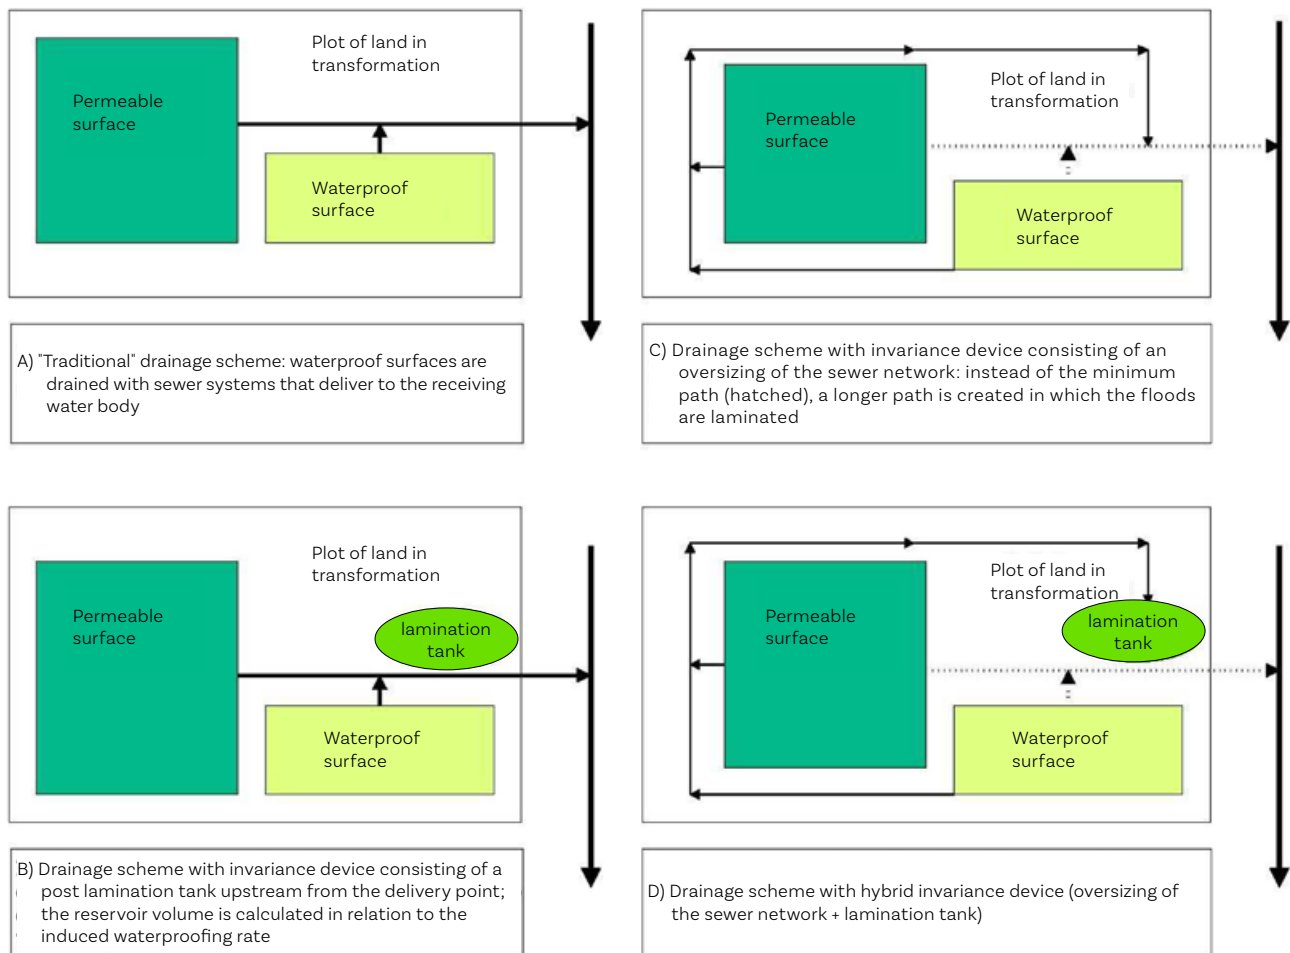 Plot of land in
transformation
Permeable
surface
Waterproof
surface
A) "Traditional" drainage scheme: waterproof surfaces are
drained with sewer systems that deliver to the receiving
water body
Plot of land in
transformation
Permeable
surface
Waterproof
surface
C) Drainage scheme with invariance device consisting of an
oversizing of the sewer network: instead of the minimum
path (hatched), a longer path is created in which the floods
are laminated
Plot of land in
transformation
Permeable
surface
lamination
tank
Waterproof
surface
B) Drainage scheme with invariance device consisting of a
post lamination tank upstream from the delivery point;
the reservoir volume is calculated in relation to the
induced waterproofing rate
Plot of land in
transformation
Permeable
surface
lamination
tank
Waterproof
surface
D) Drainage scheme with hybrid invariance device (oversizing of
the sewer network + lamination tank)